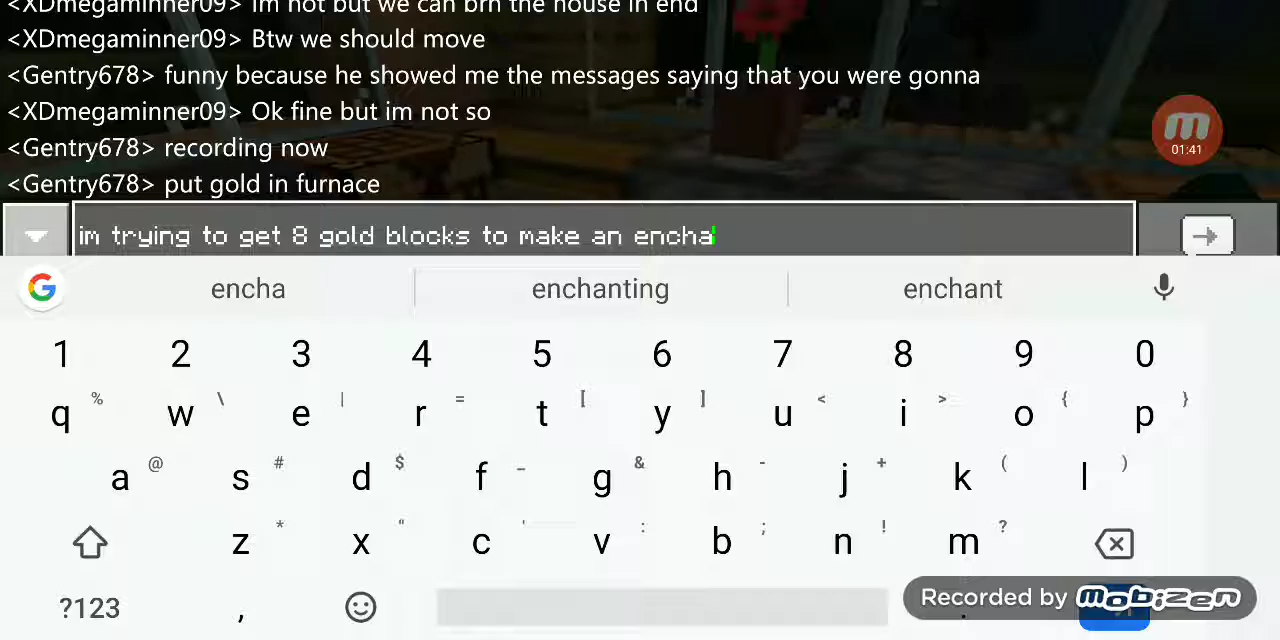 <XDmegaminner09> Im not but we can brn the house in end
<XDmegaminner09> Btw we should move
<Gentry678> funny because he showed me the messages saying that you were gonna
<XDmegaminner09> Ok fine but im not so
<Gentry678> recording now
01:41
<Gentry678> put gold in furnace
im trying to get 8 gold blocks to make an encha
encha enchanting enchant
1 2 3 4 5 6 7 8 9 0
q % w \ e | r = t [ y ] u < i > o { p }
a @ s # d $ f _ g & h - j + k ( l )
z * x " c ' v : b ; n ! m ?
?123 , .
Recorded by mobizen